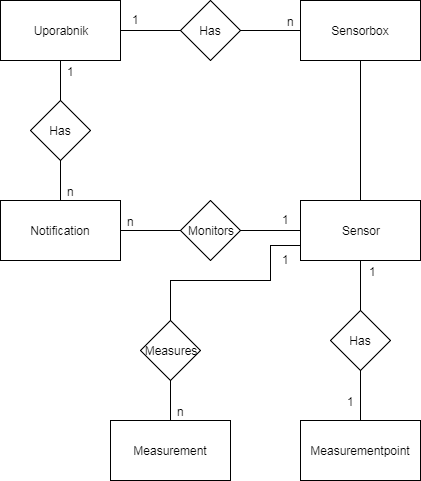 1
n
Uporabnik
Has
Sensorbox
1
Has
n
Notification
n
Monitors
1
Sensor
1
1
Measures
Has
n
1
Measurement
Measurementpoint